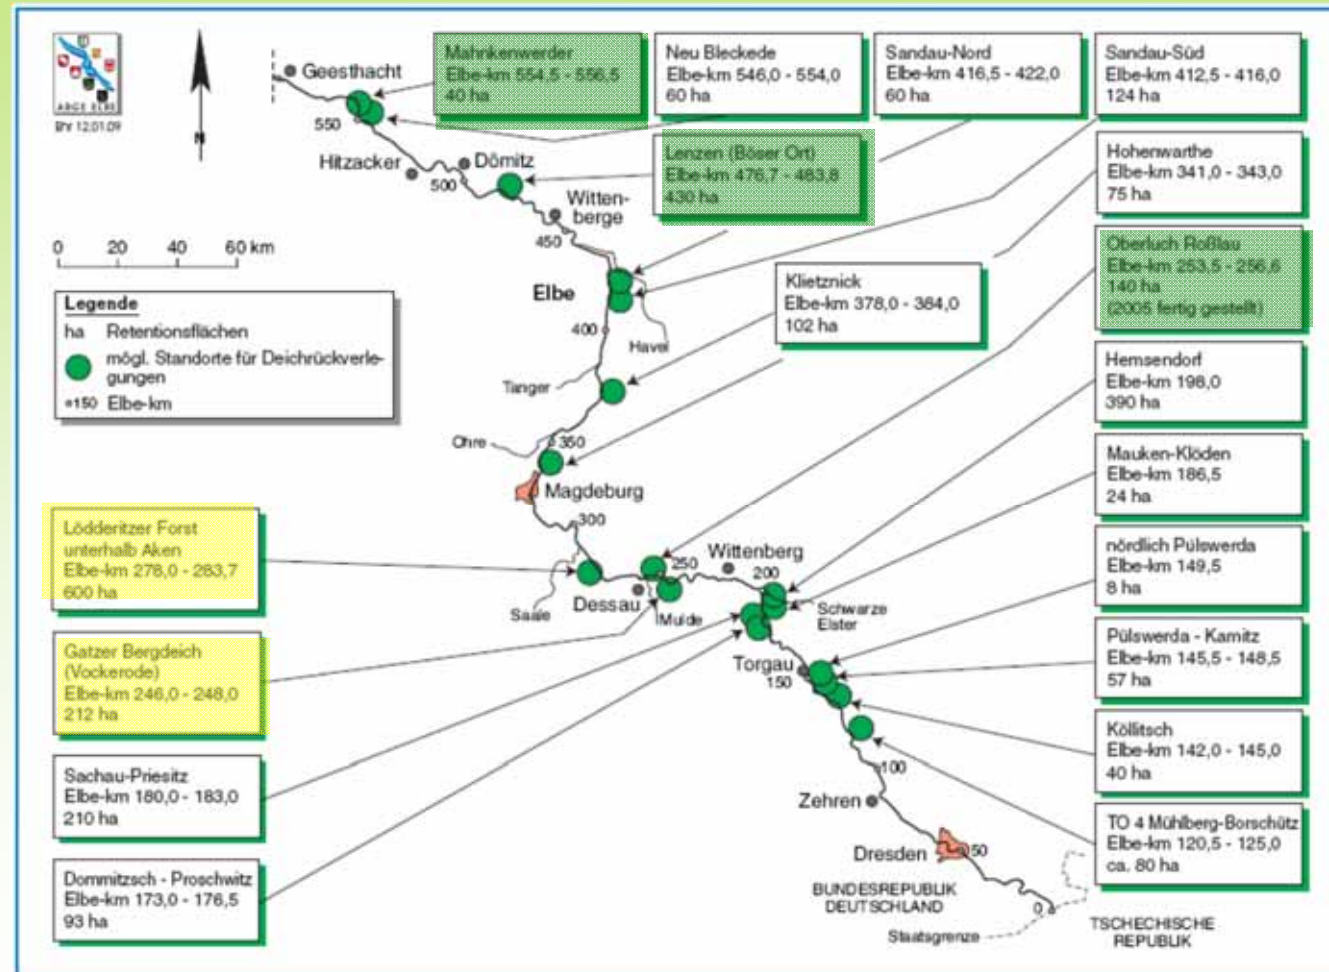 ARGE ELBE
Bhr 12.01.09
N
Geesthacht
550
Hitzacker
Dömitz
500
Witten-
berge
450
Elbe
400
Havel
Tanger
Ohre
350
Magdeburg
300
Saale
Dessau
Mulde
250
Wittenberg
200
Schwarze
Elster
Torgau
150
100
Zehren
Dresden
50
0
BUNDESREPUBLIK
DEUTSCHLAND
Staatsgrenze
TSCHECHISCHE
REPUBLIK
0 20 40 60 km
Legende
ha Retentionsflächen
mögl. Standorte für Deichrückverle-
gungen
150 Elbe-km
Mahnkenwerder
Elbe-km 554,5 - 556,5
40 ha
Neu Bleckede
Elbe-km 546,0 - 554,0
60 ha
Sandau-Nord
Elbe-km 416,5 - 422,0
60 ha
Sandau-Süd
Elbe-km 412,5 - 416,0
124 ha
Lenzen (Böser Ort)
Elbe-km 476,7 - 483,8
430 ha
Hohenwarthe
Elbe-km 341,0 - 343,0
75 ha
Klietznick
Elbe-km 378,0 - 384,0
102 ha
Oberluch Roßlau
Elbe-km 253,5 - 256,6
140 ha
(2005 fertig gestellt)
Hemsendorf
Elbe-km 198,0
390 ha
Mauken-Klöden
Elbe-km 186,5
24 ha
nördlich Pülswerda
Elbe-km 149,5
8 ha
Pülswerda - Kamitz
Elbe-km 145,5 - 148,5
57 ha
Köllitsch
Elbe-km 142,0 - 145,0
40 ha
TO 4 Mühlberg-Borschütz
Elbe-km 120,5 - 125,0
ca. 80 ha
Lödderitzer Forst
unterhalb Aken
Elbe-km 278,0 - 283,7
600 ha
Gatzer Bergdeich
(Vockerode)
Elbe-km 246,0 - 248,0
212 ha
Sachau-Priesitz
Elbe-km 180,0 - 183,0
210 ha
Dommitzsch - Proschwitz
Elbe-km 173,0 - 176,5
93 ha